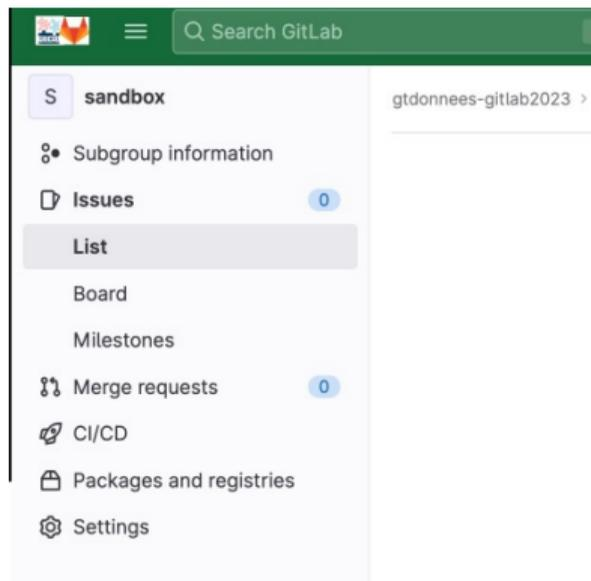 Search GitLab
S sandbox
gtdonnees-gitlab2023 >
Subgroup information
Issues 0
List
Board
Milestones
Merge requests 0
CI/CD
Packages and registries
Settings